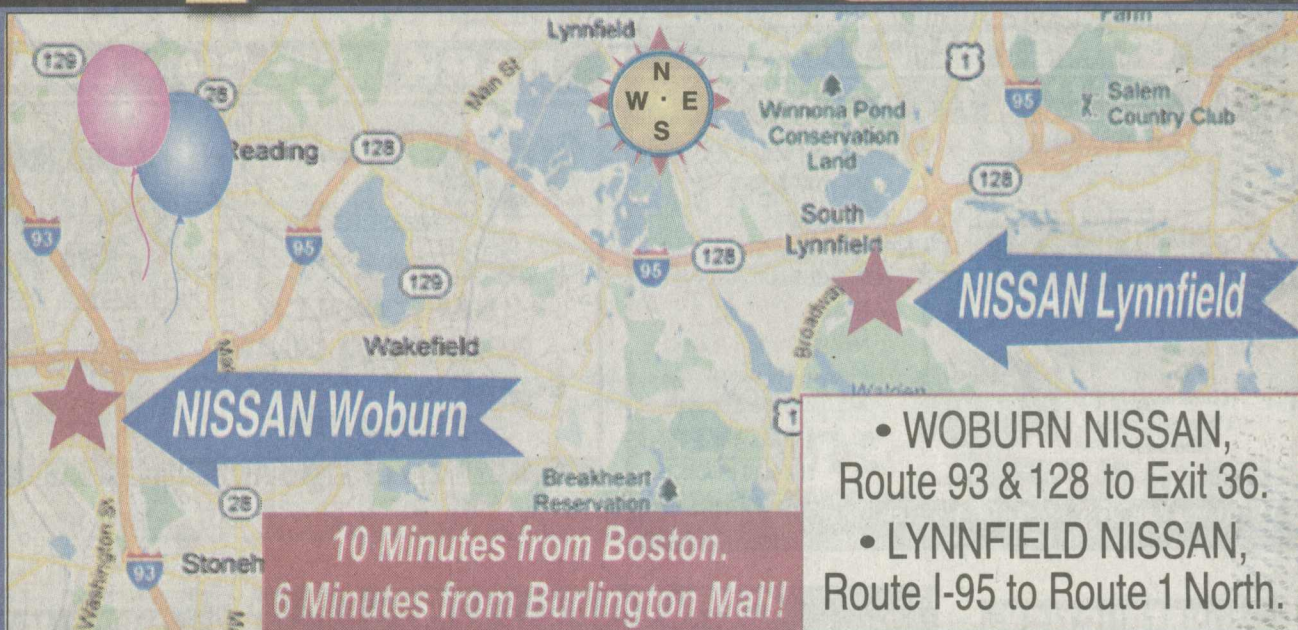 Lynnfield
129
28
Reading
128
Main St
N
W · E
S
Winnona Pond
Conservation
Land
1
95
Salem
Country Club
128
93
95
129
95
128
South
Lynnfield
Broadway
NISSAN Lynnfield
Wakefield
NISSAN Woburn
1
Breakheart
Reservation
28
Washington St
93
Stoneh
10 Minutes from Boston.
6 Minutes from Burlington Mall!
• WOBURN NISSAN,
Route 93 & 128 to Exit 36.
• LYNNFIELD NISSAN,
Route I-95 to Route 1 North.